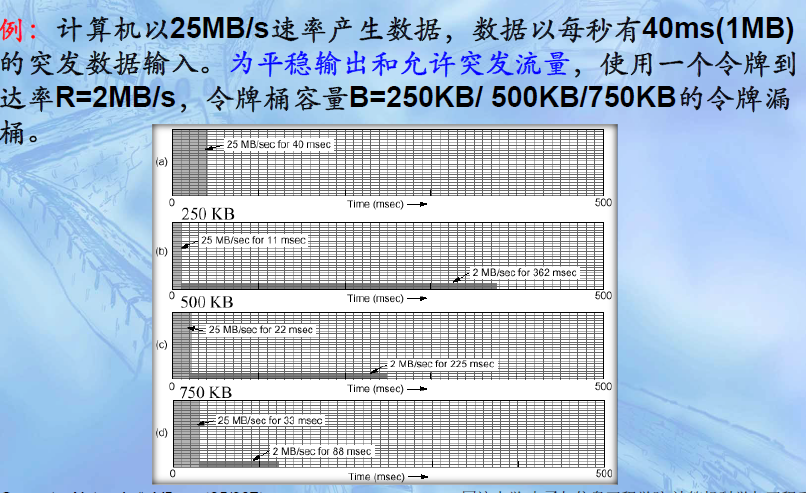 例：计算机以25MB/s速率产生数据，数据以每秒有40ms(1MB)
的突发数据输入。为平稳输出和允许突发流量，使用一个令牌到
达率R=2MB/s，令牌桶容量B=250KB/ 500KB/750KB的令牌漏
桶。
(a)
25 MB/sec for 40 msec
0 Time (msec) 500
250 KB
(b)
25 MB/sec for 11 msec
2 MB/sec for 362 msec
0 Time (msec) 500
500 KB
(c)
25 MB/sec for 22 msec
2 MB/sec for 225 msec
0 Time (msec) 500
750 KB
(d)
25 MB/sec for 33 msec
2 MB/sec for 88 msec
0 Time (msec) 500